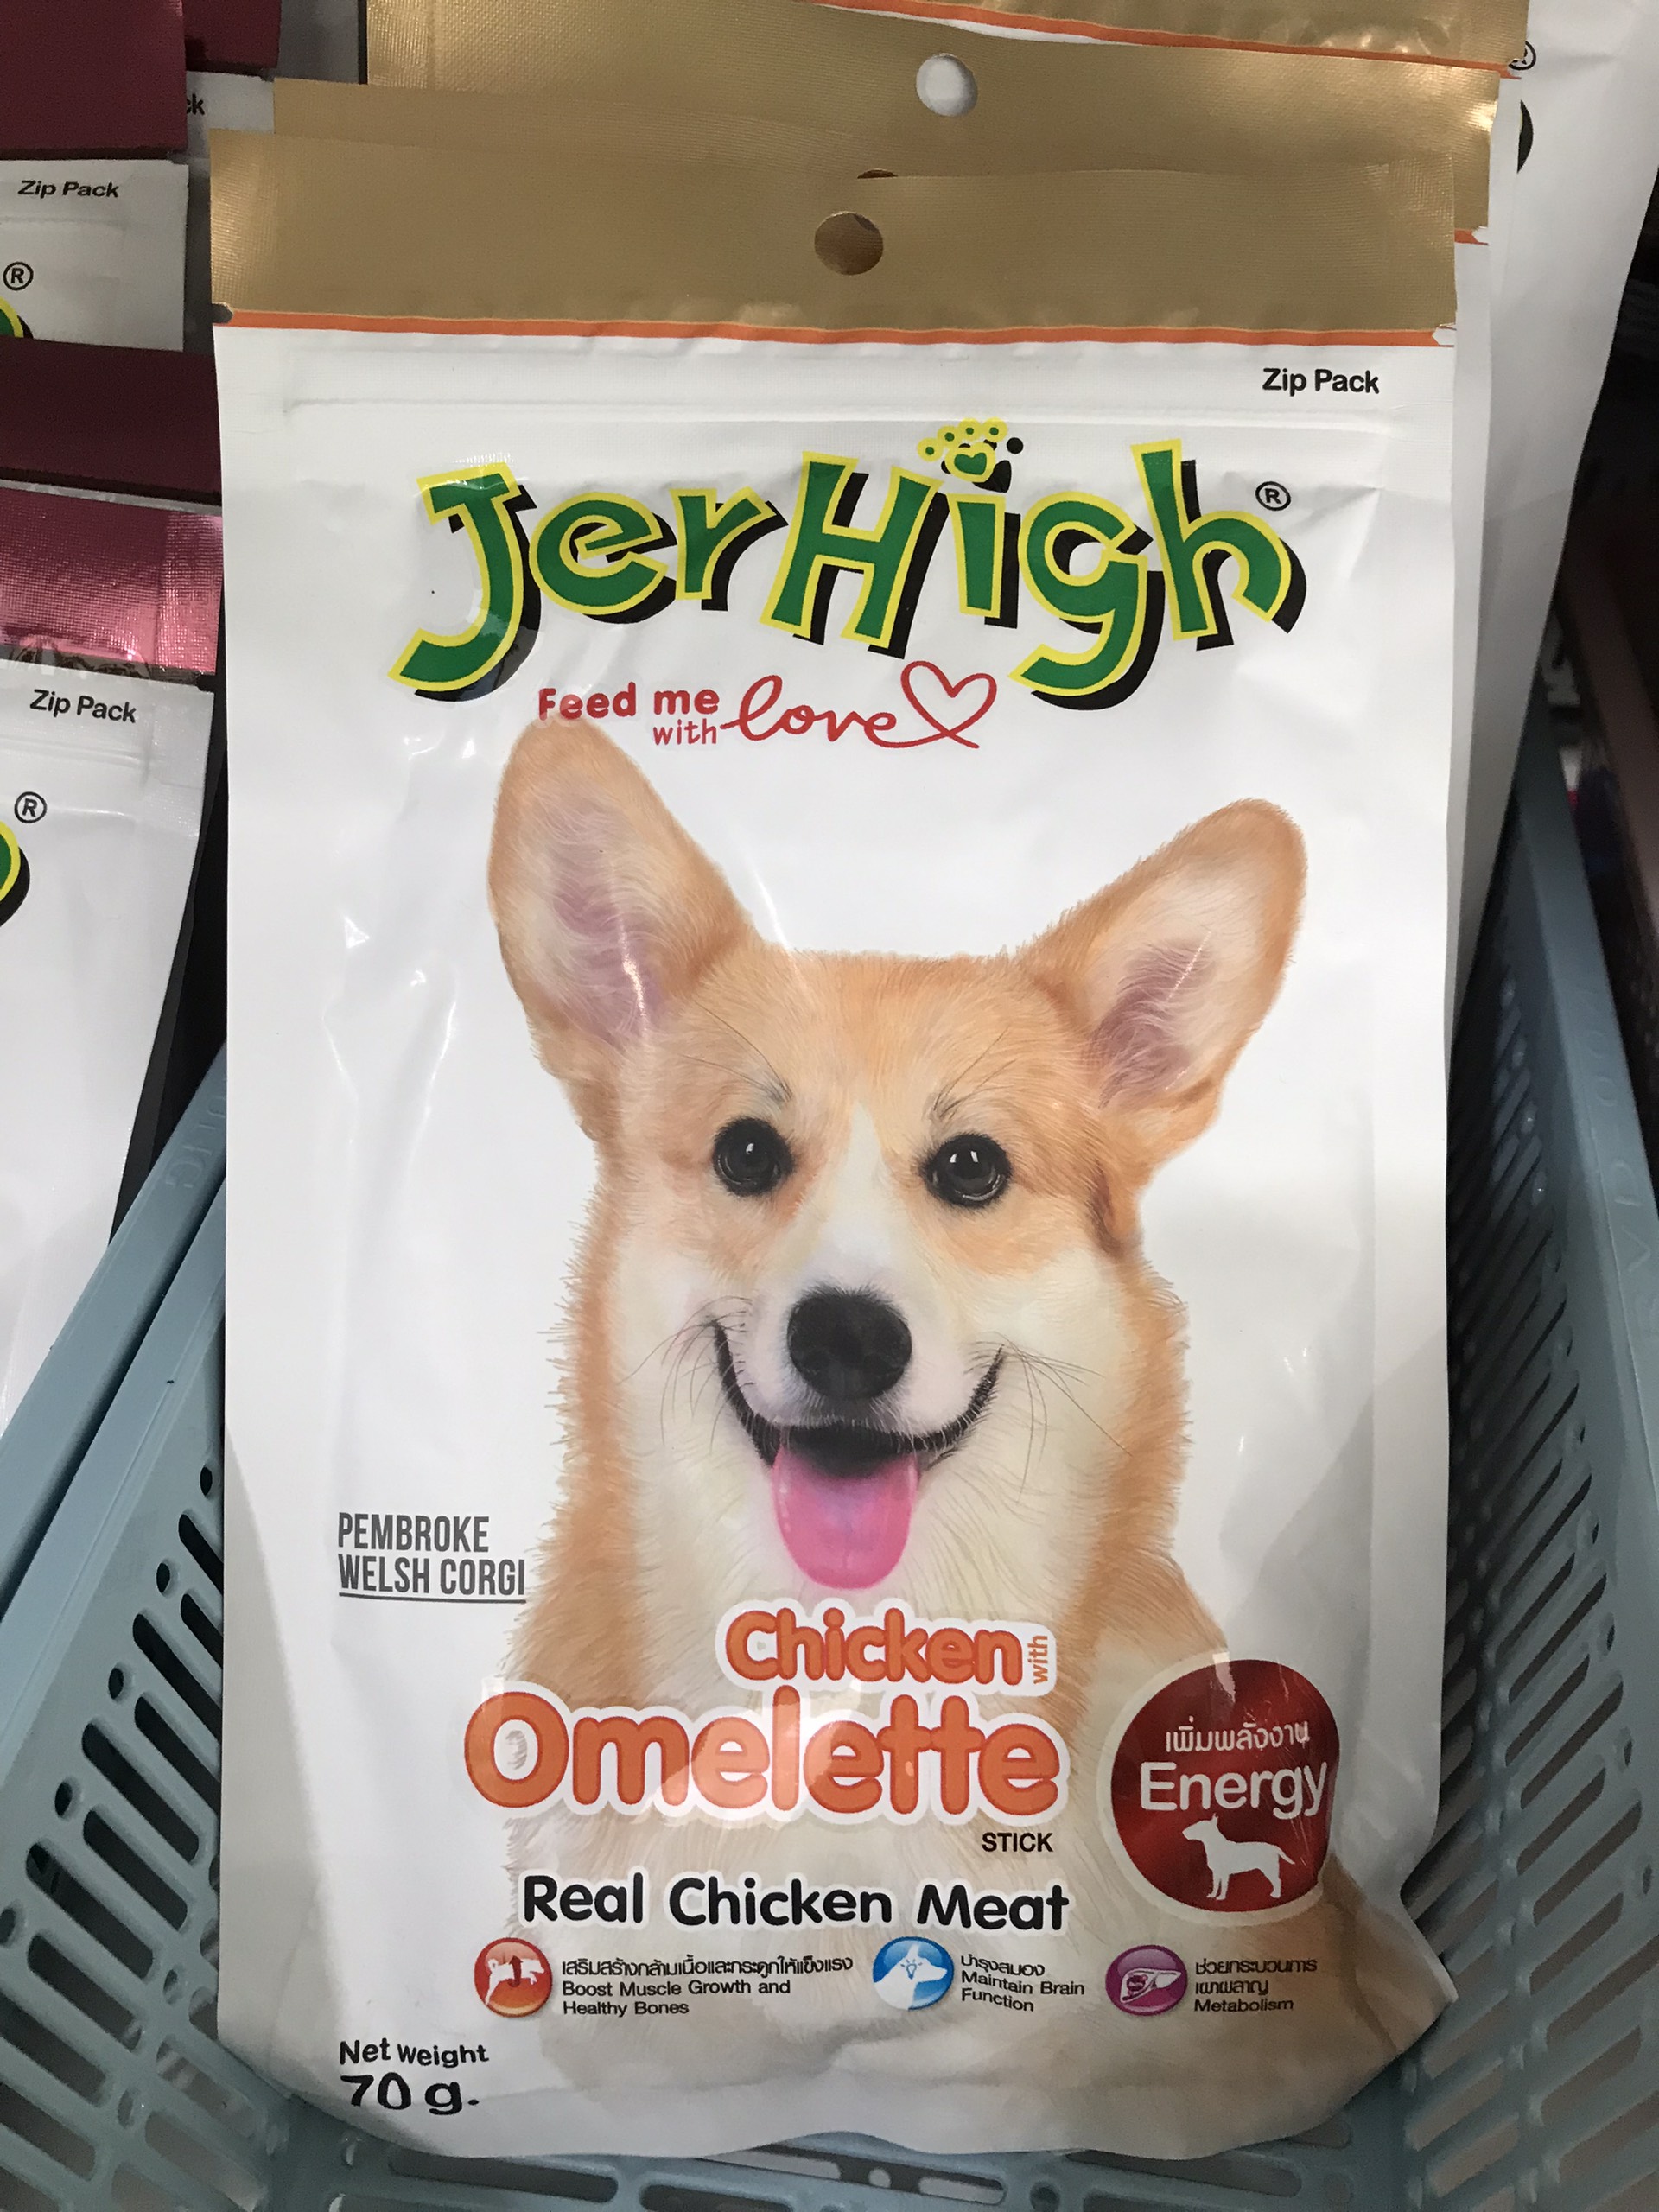 ck
Zip Pack
®
Zip Pack
®
Zip Pack
JerHigh®
Feed me
with love
PEMBROKE
WELSH CORGI
Chicken with
Omelette
STICK
Real Chicken Meat
เพิ่มพลังงาน
Energy
เสริมสร้างกล้ามเนื้อและกระดูกให้แข็งแรง
Boost Muscle Growth and
Healthy Bones
บำรุงสมอง
Maintain Brain
Function
ช่วยกระบวนการ
เผาผลาญ
Metabolism
Net Weight
70 g.